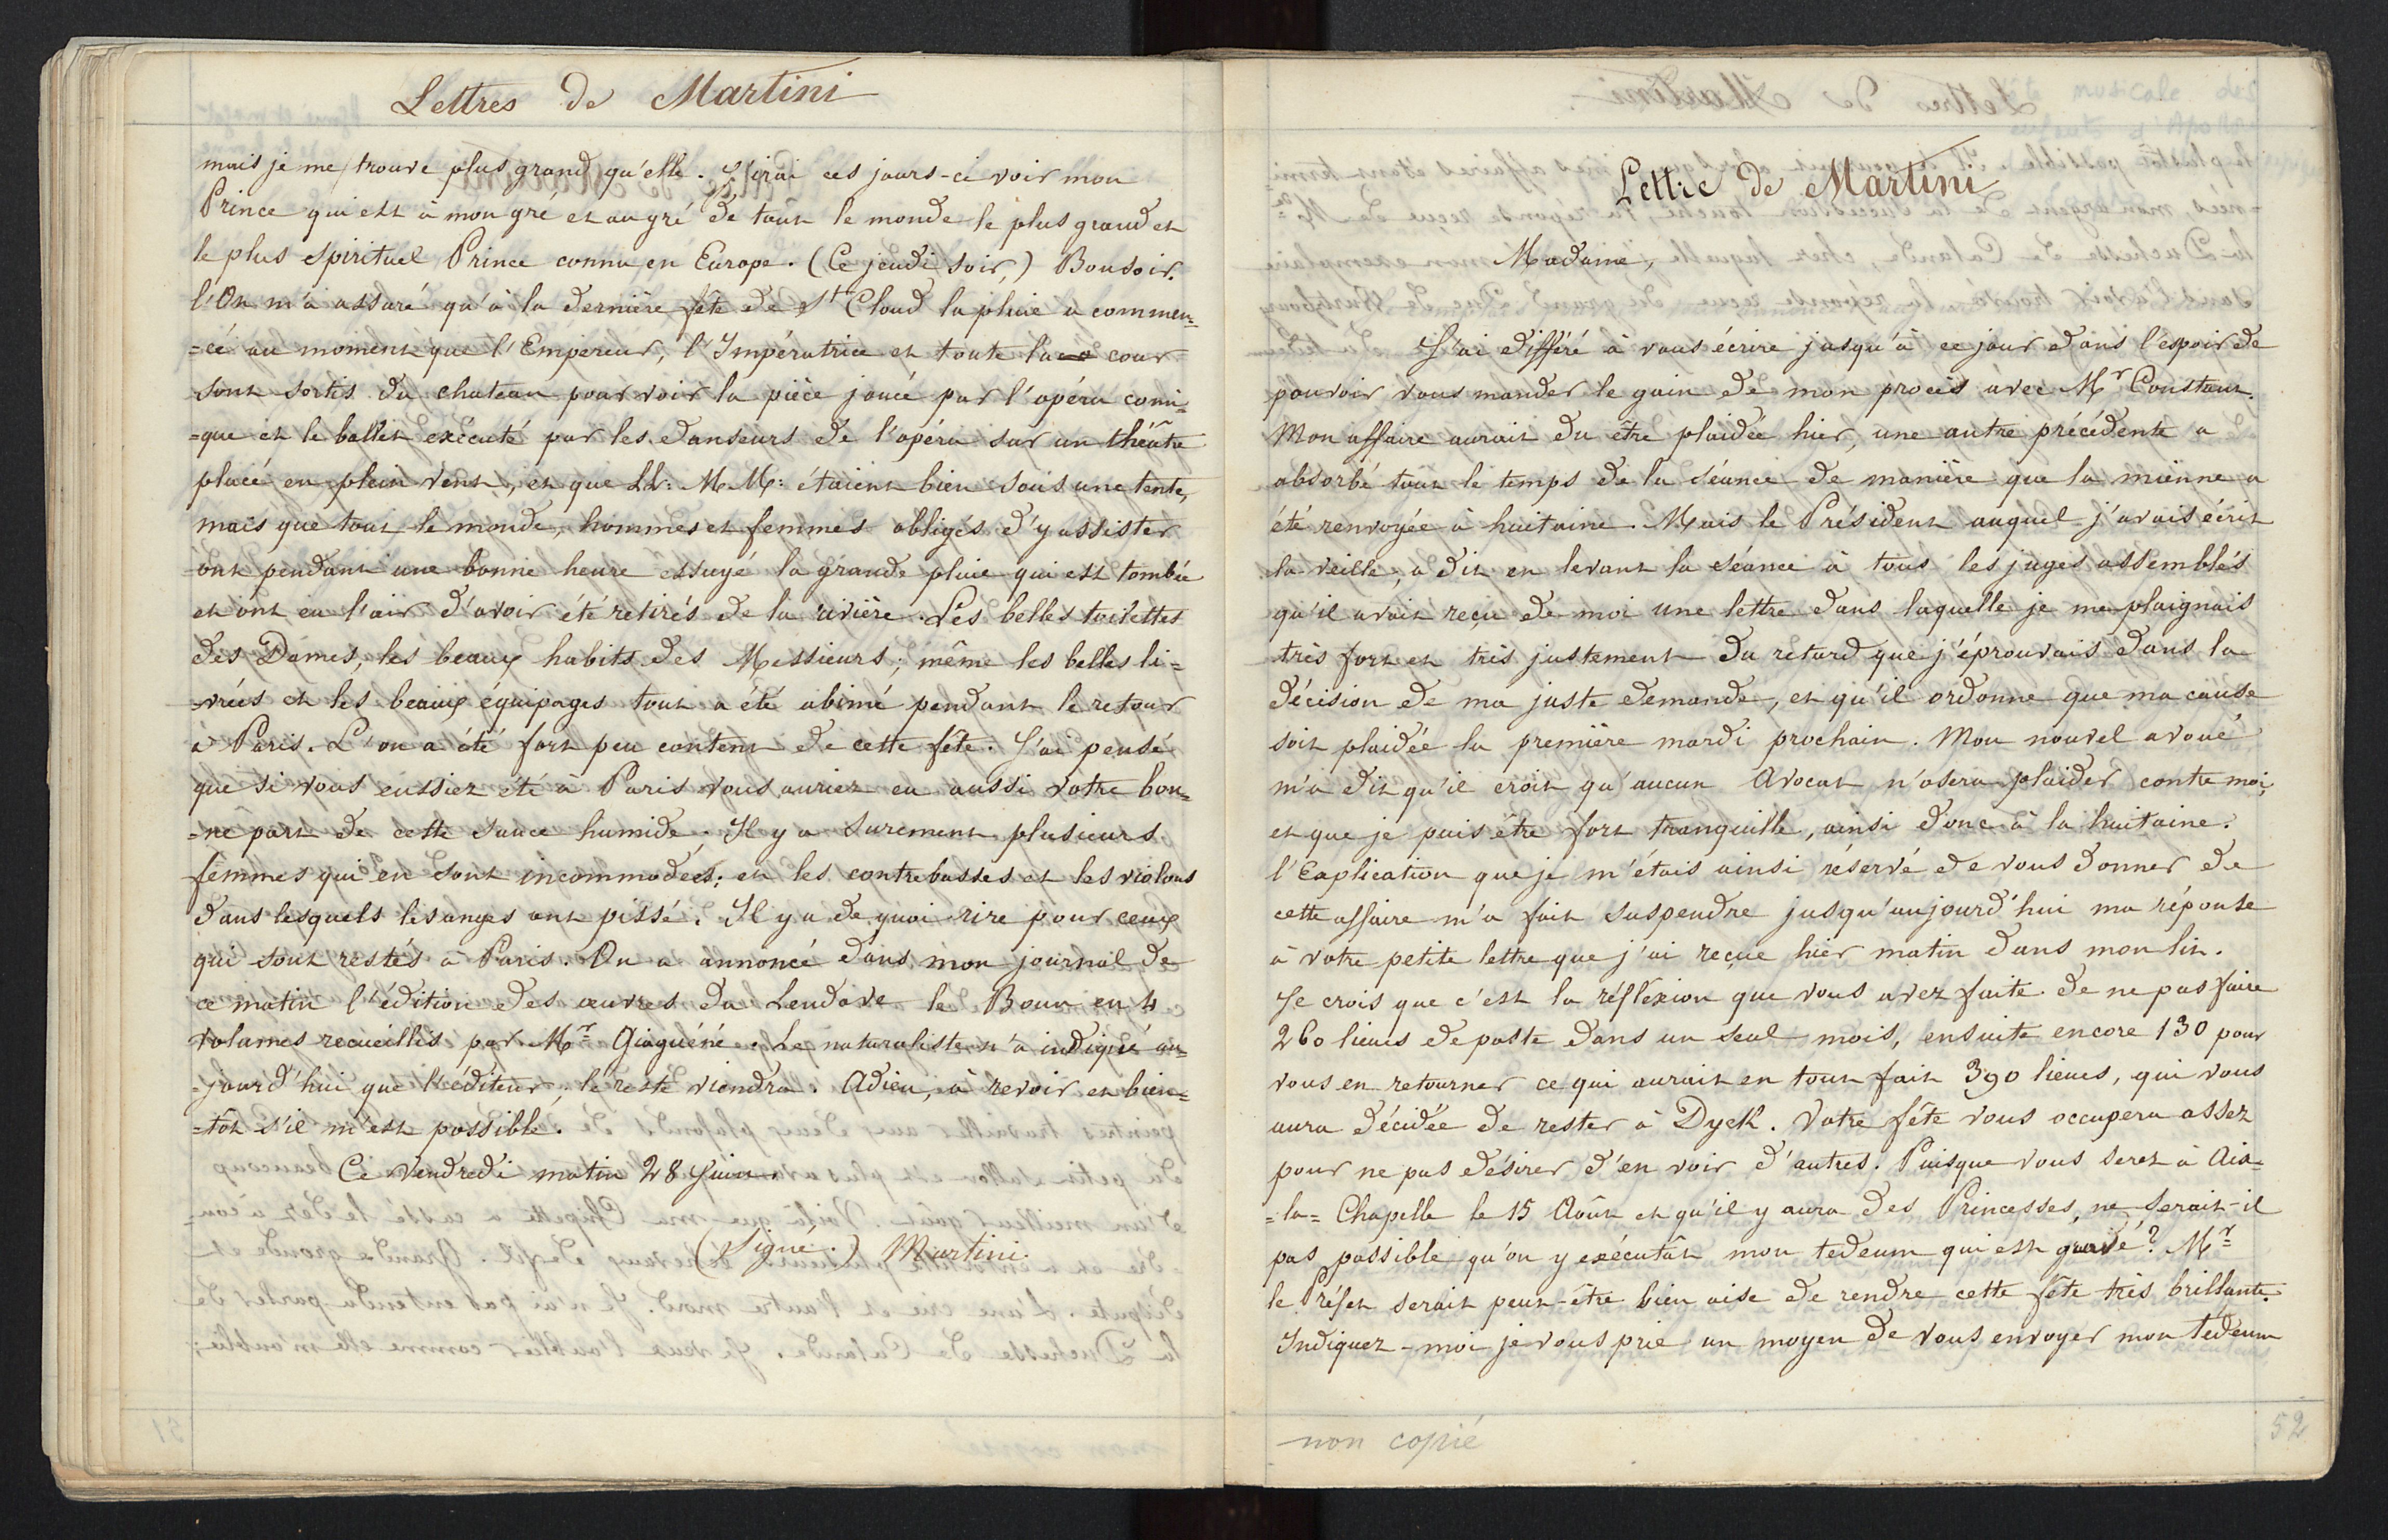 Lettres de Martini
mais je me trouve plus grand qu'elle. J'irai ces jours-ci voir mon
Prince qui est à mon gré et au gré de tout le monde le plus grand et
le plus spirituel Prince connu en Europe. (Ce jeudi soir,) Bonsoir.
l'On m'a assuré qu'à la dernière fête de St Cloud la pluie a commen=
=cé au moment que l'Empereur, l'Impératrice et toute la cour
sont sortis du chateau pour voir la pièce jouée par l'opéra comi=
=que et le ballet exécuté par les danseurs de l'opéra sur un théâtre
placé en plein vent, et que LL: M.M: étaient bien sous une tente,
mais que tout le monde, hommes et femmes obligés d'y assister
ont pendant une bonne heure essuyé la grande pluie qui est tombée
et ont eu l'air d'avoir été retirés de la rivière. Les belles toilettes
des Dames, les beaux habits des Messieurs; même les belles li=
vrées et les beaux équipages tout a été abimé pendant le retour
à Paris. L'on a été fort peu content de cette fête. J'ai pensé
que si vous eussiez été à Paris vous auriez eu aussi votre bon=
=ne part de cette sauce humide. Il y a surement plusieurs
femmes qui en sont incommodées; et les contrebasses et les violons
dans lesquels les anges ont pissé. Il y a de quoi rire pour ceux
qui sont restés à Paris. On a annoncé dans mon journal de
ce matin l'édition des œuvres du Lendave le Brun en 4
volumes recueillis par Mr Ginguéné. Le naturaliste n'a indiqué au=
=jourd'hui que l'éditeur, le reste viendra. Adieu, à revoir et bien=
=tôt s'il m'est possible.
Ce Vendredi matin 28 Juin.
(Signé.) Martini.
Lettre de Martini
Madame,
J'ai différé à vous écrire jusqu'à ce jour dans l'espoir de
pouvoir vous mander le gain de mon procès avec Mr Constant.
Mon affaire aurait du être plaidée hier, une autre précédente a
absorbé tout le temps de la séance de manière que la mienne a
été renvoyée à huitaine. Mais le Président auquel j'avais écrit
la veille, a dit en levant la séance à tous les juges assemblés
qu'il avait reçu de moi une lettre dans laquelle je me plaignais
très fort et très justement du retard que j'éprouvais dans la
décision de ma juste demande, et qu'il ordonne que ma cause
soit plaidée la première mardi prochain. Mon nouvel avoué
m'a dit qu'il croit qu'aucun Avocat n'osera plaider contre moi,
et que je puis être fort tranquille, ainsi donc à la huitaine.
l'Explication que je m'étais ainsi réservé de vous donner de
cette affaire m'a fait suspendre jusqu'aujourd'hui ma réponse
à votre petite lettre que j'ai reçue hier matin dans mon lit.
Je crois que c'est la réflexion que vous avez faite de ne pas faire
260 lieues de poste dans un seul mois, ensuite encore 130 pour
vous en retourner ce qui aurait en tout fait 390 lieues, qui vous
aura décidée de rester à Dyck. Votre fête vous occupera assez
pour ne pas désirer d'en voir d'autres. Puisque vous serez à Aix=
=la=Chapelle le 15 Août et qu'il y aura des Princesses, ne serait-il
pas possible qu'on y exécutât mon tedeum qui est gravé? Mr
le Préfet serait peut-être bien aise de rendre cette fête très brillante.
Indiquez-moi je vous prie un moyen de vous envoyer mon tedeum
non copié
52